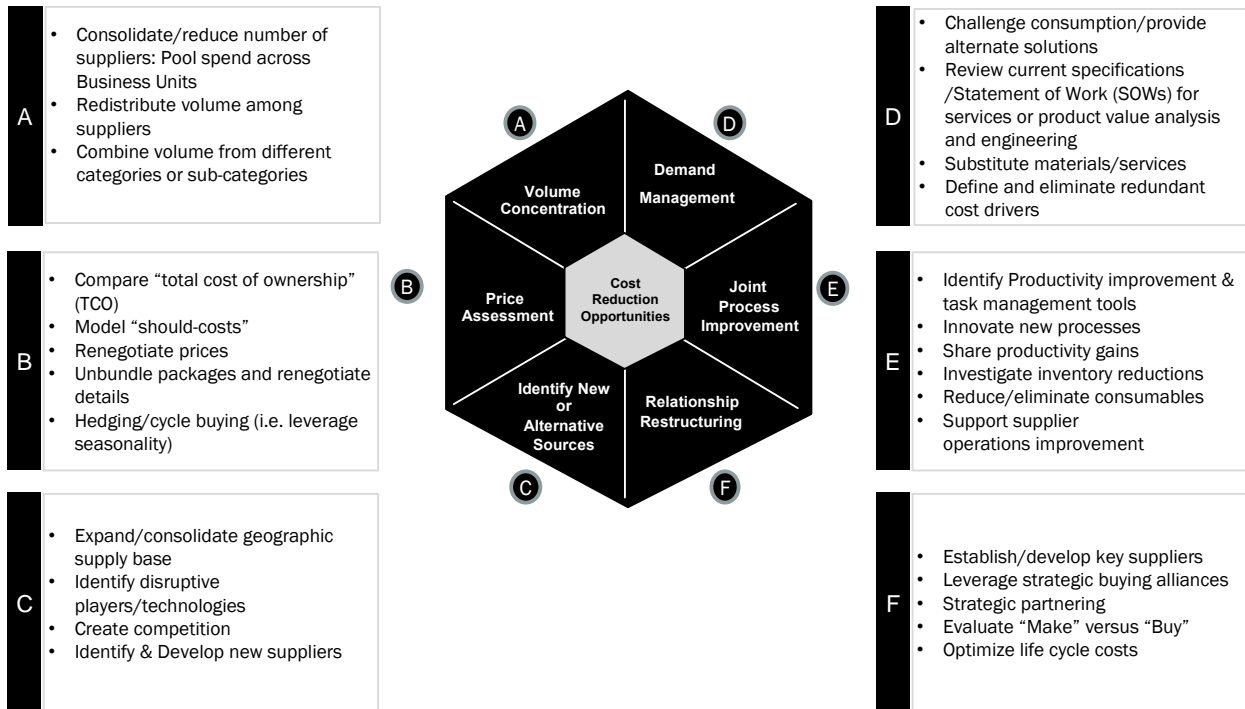 A
• Consolidate/reduce number of
suppliers: Pool spend across
Business Units
• Redistribute volume among
suppliers
• Combine volume from different
categories or sub-categories
B
• Compare “total cost of ownership”
(TCO)
• Model “should-costs”
• Renegotiate prices
• Unbundle packages and renegotiate
details
• Hedging/cycle buying (i.e. leverage
seasonality)
C
• Expand/consolidate geographic
supply base
• Identify disruptive
players/technologies
• Create competition
• Identify & Develop new suppliers
A
Volume
Concentration
B
Price
Assessment
C
Identify New
or
Alternative
Sources
Cost
Reduction
Opportunities
D
Demand
Management
E
Joint
Process
Improvement
F
Relationship
Restructuring
D
• Challenge consumption/provide
alternate solutions
• Review current specifications
/Statement of Work (SOWs) for
services or product value analysis
and engineering
• Substitute materials/services
• Define and eliminate redundant
cost drivers
E
• Identify Productivity improvement &
task management tools
• Innovate new processes
• Share productivity gains
• Investigate inventory reductions
• Reduce/eliminate consumables
• Support supplier
operations improvement
F
• Establish/develop key suppliers
• Leverage strategic buying alliances
• Strategic partnering
• Evaluate “Make” versus “Buy”
• Optimize life cycle costs